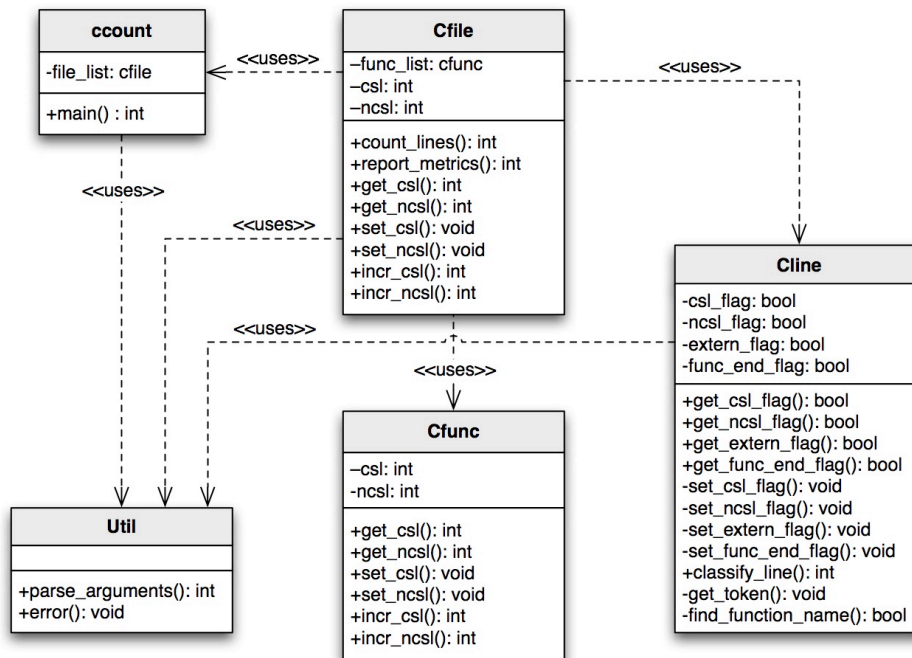 ccount
-file_list: cfile
+main() : int
<<uses>>
Cfile
–func_list: cfunc
–csl: int
–ncsl: int
+count_lines(): int
+report_metrics(): int
+get_csl(): int
+get_ncsl(): int
+set_csl(): void
+set_ncsl(): void
+incr_csl(): int
+incr_ncsl(): int
<<uses>>
<<uses>>
<<uses>>
<<uses>>
<<uses>>
Cline
-csl_flag: bool
-ncsl_flag: bool
-extern_flag: bool
-func_end_flag: bool
+get_csl_flag(): bool
+get_ncsl_flag(): bool
+get_extern_flag(): bool
+get_func_end_flag(): bool
-set_csl_flag(): void
-set_ncsl_flag(): void
-set_extern_flag(): void
-set_func_end_flag(): void
+classify_line(): int
-get_token(): void
-find_function_name(): bool
Cfunc
–csl: int
-ncsl: int
+get_csl(): int
+get_ncsl(): int
+set_csl(): void
+set_ncsl(): void
+incr_csl(): int
+incr_ncsl(): int
Util
+parse_arguments(): int
+error(): void